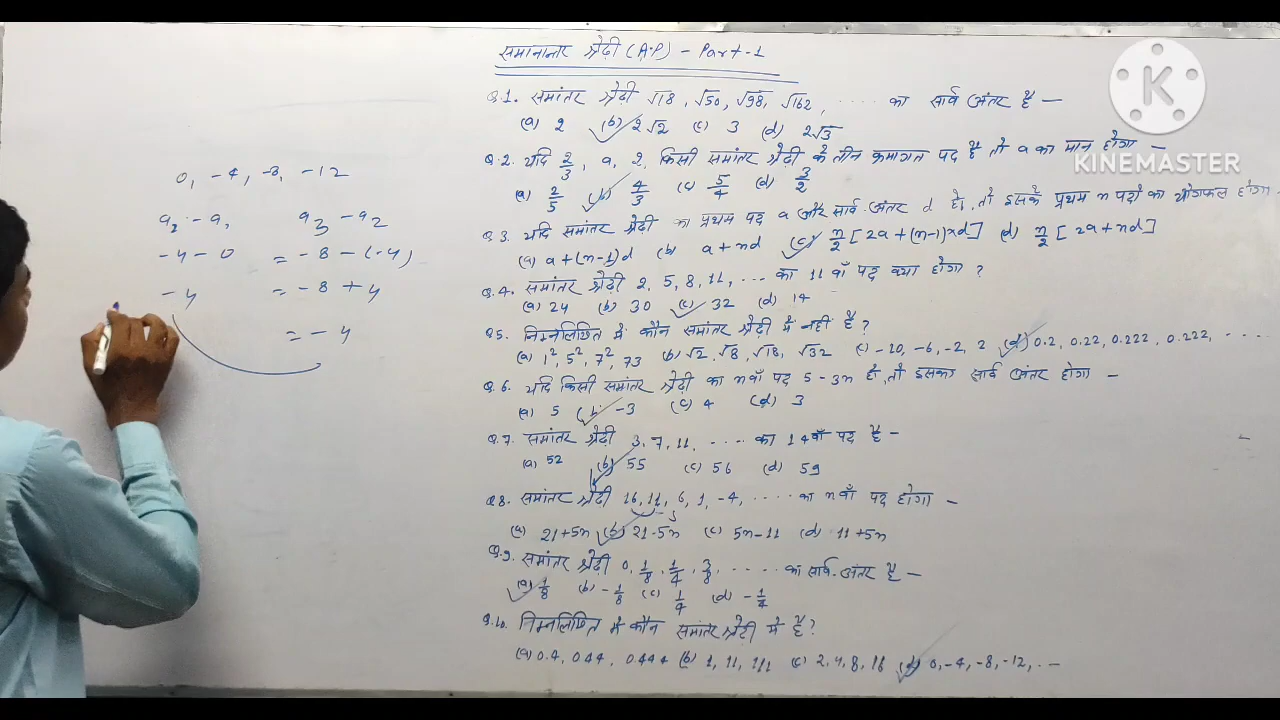 समानान्तर श्रेढ़ी (A.P) - Part-1
Q.1. समांतर श्रेढ़ी √18, √50, √98, √162, ..... का सार्व अंतर है —
(a) 2 (b) 2√2 (c) 3 (d) 2√3
Q.2. यदि 2/3, a, 2, किसी समांतर श्रेढ़ी के तीन क्रमागत पद है तो a का मान होगा —
(a) 2/5 (b) 4/3 (c) 5/4 (d) 3/2
Q.3. यदि समांतर श्रेढ़ी का प्रथम पद a और सार्व-अंतर d हो, तो इसके प्रथम n पदों का योगफल होगा
(a) a+(n-1)d (b) a+nd (c) n/2[2a+(n-1)×d] (d) n/2[2a+nd]
Q.4. समांतर श्रेढ़ी 2, 5, 8, 11, ... का 11 वाँ पद क्या होगा ?
(a) 24 (b) 30 (c) 32 (d) 14
Q.5. निम्नलिखित में कौन समांतर श्रेढ़ी में नहीं है ?
(a) 1², 5², 7², 73 (b) √2, √8, √18, √32 (c) -10, -6, -2, 2 (d) 0.2, 0.22, 0.222, 0.222, ....
Q.6. यदि किसी समांतर श्रेढ़ी का nवाँ पद 5-3n हो, तो इसका सार्व अंतर होगा —
(a) 5 (b) -3 (c) 4 (d) 3
Q.7. समांतर श्रेढ़ी 3, 7, 11, .... का 14वाँ पद है —
(a) 52 (b) 55 (c) 56 (d) 59
Q.8. समांतर श्रेढ़ी 16, 11, 6, 1, -4, ..... का nवाँ पद होगा —
-5
(a) 21+5n (b) 21-5n (c) 5n-11 (d) 11+5n
Q.9. समांतर श्रेढ़ी 0, 1/8, 1/4, 3/8, ..... का सार्व-अंतर है —
(a) 1/8 (b) -1/8 (c) 1/4 (d) -1/4
Q.10. निम्नलिखित में कौन समांतर श्रेढ़ी में है ?
(a) 0.4, 0.44, 0.444 (b) 1, 11, 111 (c) 2, 4, 8, 16 (d) 0, -4, -8, -12, ...
0, -4, -8, -12
a₂ - a₁ a₃ - a₂
-4 - 0 = -8 - (-4)
-4 = -8 + 4
= -4
KINEMASTER